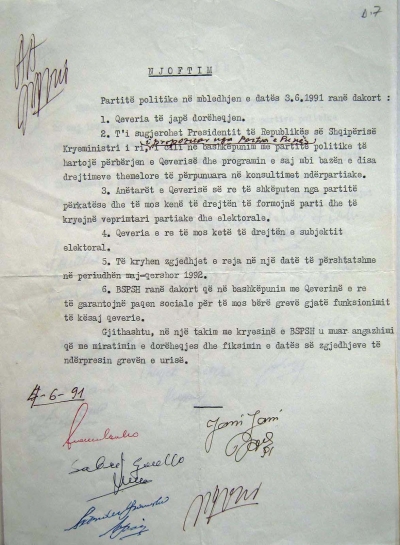 D.7
NJOFTIM
Partitë politike në mbledhjen e datës 3.6.1991 ranë dakort :
1. Qeveria të japë dorëheqjen.
2. T'i sugjerohet Presidentit të Republikës së Shqipërisë
(i propozuar nga Partia e Punës)
Kryeministri i ri, i cili në bashkëpunim me partitë politike të
hartojë përbërjen e Qeverisë dhe programin e saj mbi bazën e disa
drejtimeve themelore të përpunuara në konsultimet ndërpartiake.
3. Anëtarët e Qeverisë së re të shkëputen nga partitë
përkatëse dhe të mos kenë të drejtën të formojnë parti dhe të
kryejnë veprimtari partiake dhe elektorale.
4. Qeveria e re të mos ketë të drejtën e subjektit
elektoral.
5. Të kryhen zgjedhjet e reja në një datë të përshtatshme
në periudhën maj-qershor 1992.
6. BSPSH ranë dakort që në bashkëpunim me Qeverinë e re
të garantojnë paqen sociale për të mos bërë grevë gjatë funksionimit
të kësaj qeverie.
Gjithashtu, në një takim me kryesinë e BSPSH u muar angazhimi
që me miratimin e dorëheqjes dhe fiksimin e datës së zgjedhjeve të
ndërpresin grevën e urisë.
4-6-91
91